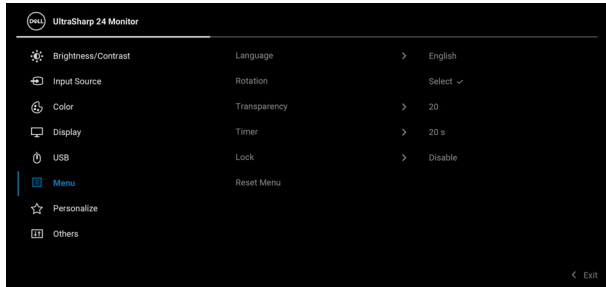 DELL UltraSharp 24 Monitor
Brightness/Contrast Language > English
Input Source Rotation Select ✓
Color Transparency > 20
Display Timer > 20 s
USB Lock > Disable
Menu Reset Menu
Personalize
Others
< Exit